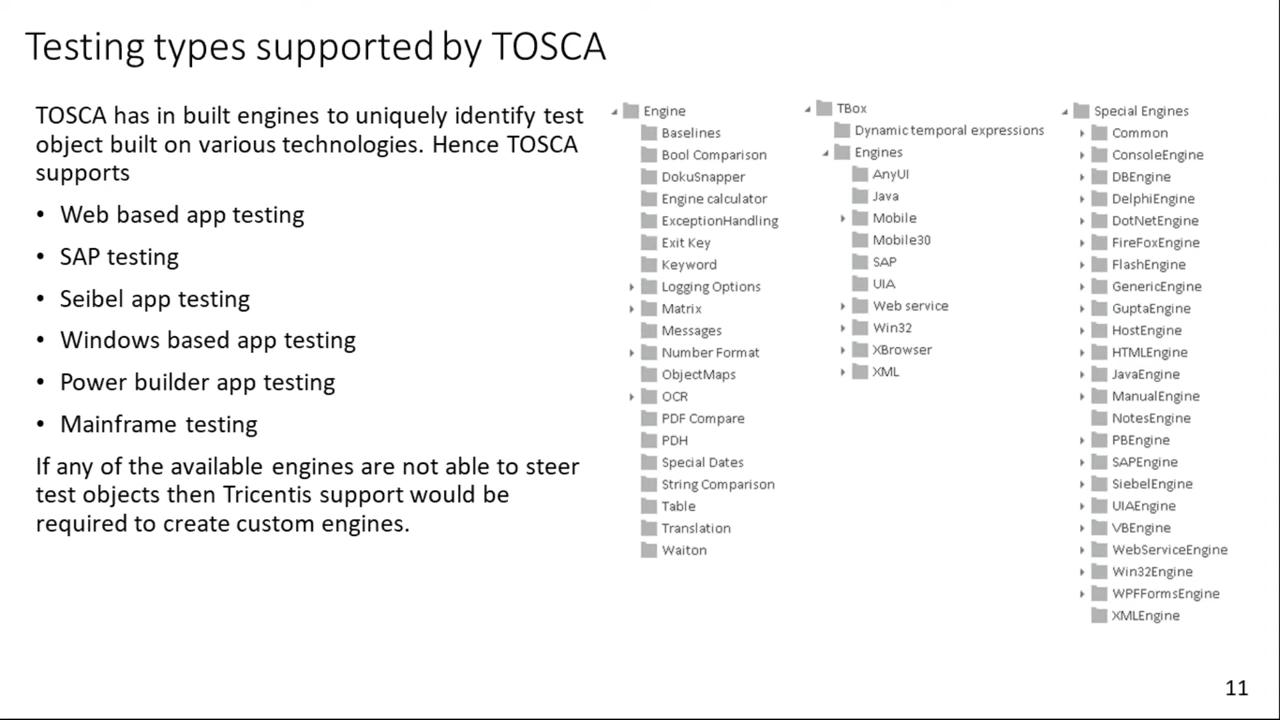 Testing types supported by TOSCA
TOSCA has in built engines to uniquely identify test
object built on various technologies. Hence TOSCA
supports
• Web based app testing
• SAP testing
• Seibel app testing
• Windows based app testing
• Power builder app testing
• Mainframe testing
If any of the available engines are not able to steer
test objects then Tricentis support would be
required to create custom engines.
Engine
Baselines
Bool Comparison
DokuSnapper
Engine calculator
ExceptionHandling
Exit Key
Keyword
Logging Options
Matrix
Messages
Number Format
ObjectMaps
OCR
PDF Compare
PDH
Special Dates
String Comparison
Table
Translation
Waiton
TBox
Dynamic temporal expressions
Engines
AnyUI
Java
Mobile
Mobile30
SAP
UIA
Web service
Win32
XBrowser
XML
Special Engines
Common
ConsoleEngine
DBEngine
DelphiEngine
DotNetEngine
FireFoxEngine
FlashEngine
GenericEngine
GuptaEngine
HostEngine
HTMLEngine
JavaEngine
ManualEngine
NotesEngine
PBEngine
SAPEngine
SiebelEngine
UIAEngine
VBEngine
WebServiceEngine
Win32Engine
WPFFormsEngine
XMLEngine
11